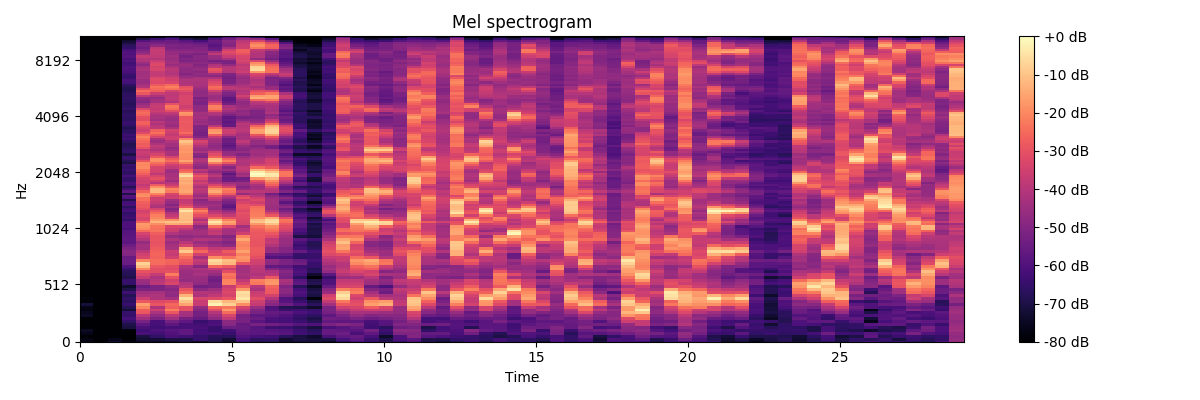 Mel spectrogram
8192
4096
2048
1024
512
0
Hz
0 5 10 15 20 25
Time
+0 dB
-10 dB
-20 dB
-30 dB
-40 dB
-50 dB
-60 dB
-70 dB
-80 dB